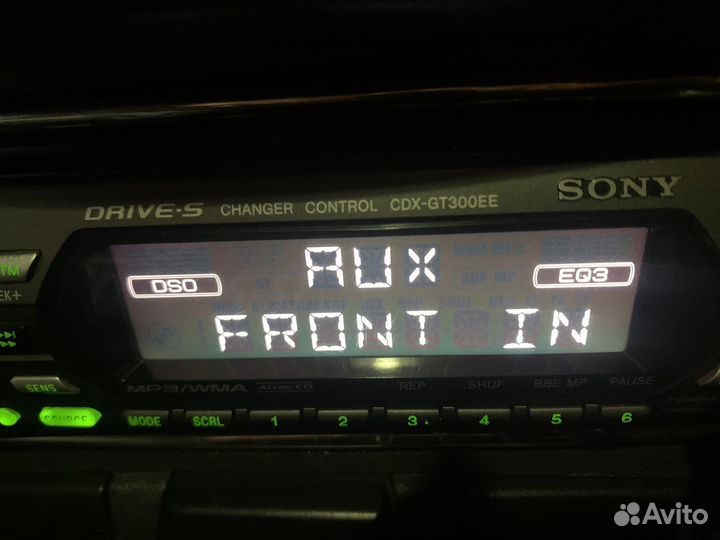 SONY
DRIVE-S CHANGER CONTROL CDX-GT300EE
AUX
DSO EQ3
FRONT IN
SENS
MP3/WMA REP SHUF BBE MP PAUSE
SOURCE MODE SCRL 1 2 3 4 5 6
Avito